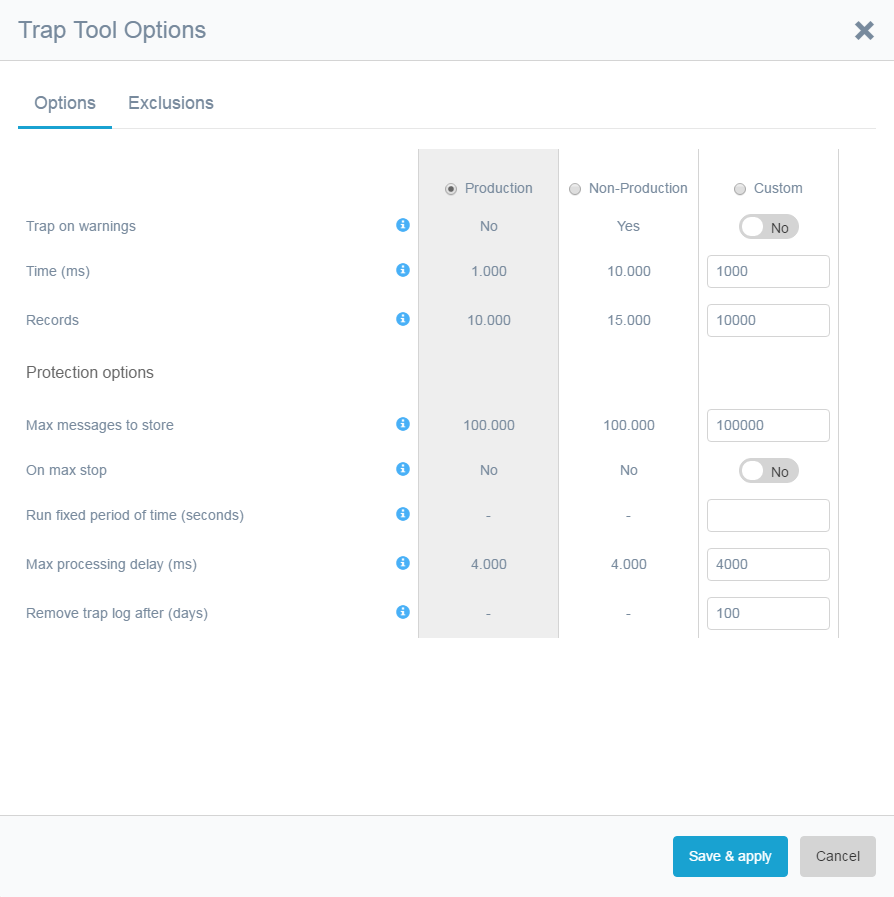 Trap Tool Options
Options Exclusions
Production Non-Production Custom
Trap on warnings No Yes No
Time (ms) 1.000 10.000 1000
Records 10.000 15.000 10000
Protection options
Max messages to store 100.000 100.000 100000
On max stop No No No
Run fixed period of time (seconds) - -
Max processing delay (ms) 4.000 4.000 4000
Remove trap log after (days) - - 100
Save & apply Cancel